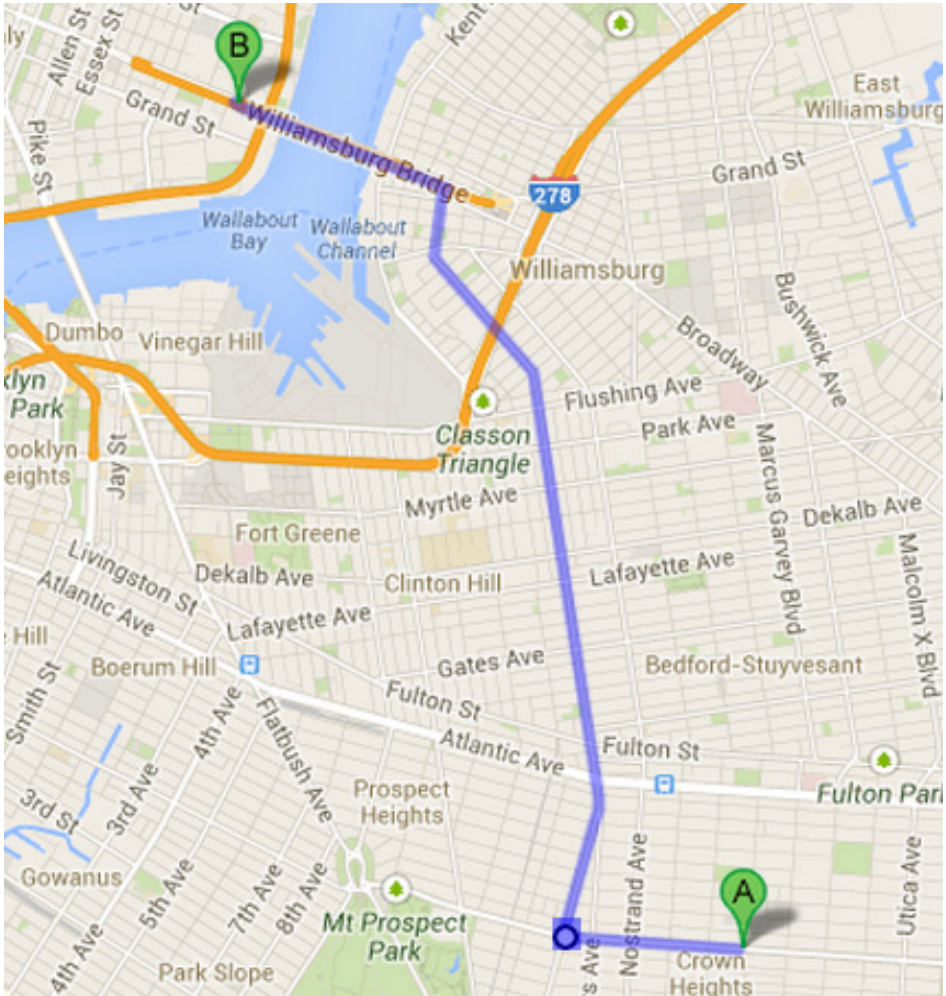 Kent
Allen St
Essex St
B
Grand St
Williamsburg Bridge
Pike St
East
Williamsburg
Grand St
278
Wallabout
Bay
Wallabout
Channel
Williamsburg
Bushwick Ave
Broadway
Dumbo
Vinegar Hill
Park
Flushing Ave
Park Ave
Classon
Triangle
Jay St
Marcus Garvey Blvd
Myrtle Ave
Dekalb Ave
Fort Greene
Malcolm X Blvd
Livingston St
Dekalb Ave
Clinton Hill
Lafayette Ave
Atlantic Ave
Lafayette Ave
Hill
Boerum Hill
Gates Ave
Bedford-Stuyvesant
Smith St
4th Ave
Flatbush Ave
Fulton St
Atlantic Ave
Fulton St
3rd Ave
Prospect
Heights
Fulton Park
3rd St
Gowanus
5th Ave
7th Ave
8th Ave
Nostrand Ave
A
Utica Ave
Mt Prospect
Park
4th Ave
Park Slope
s Ave
Crown
Heights